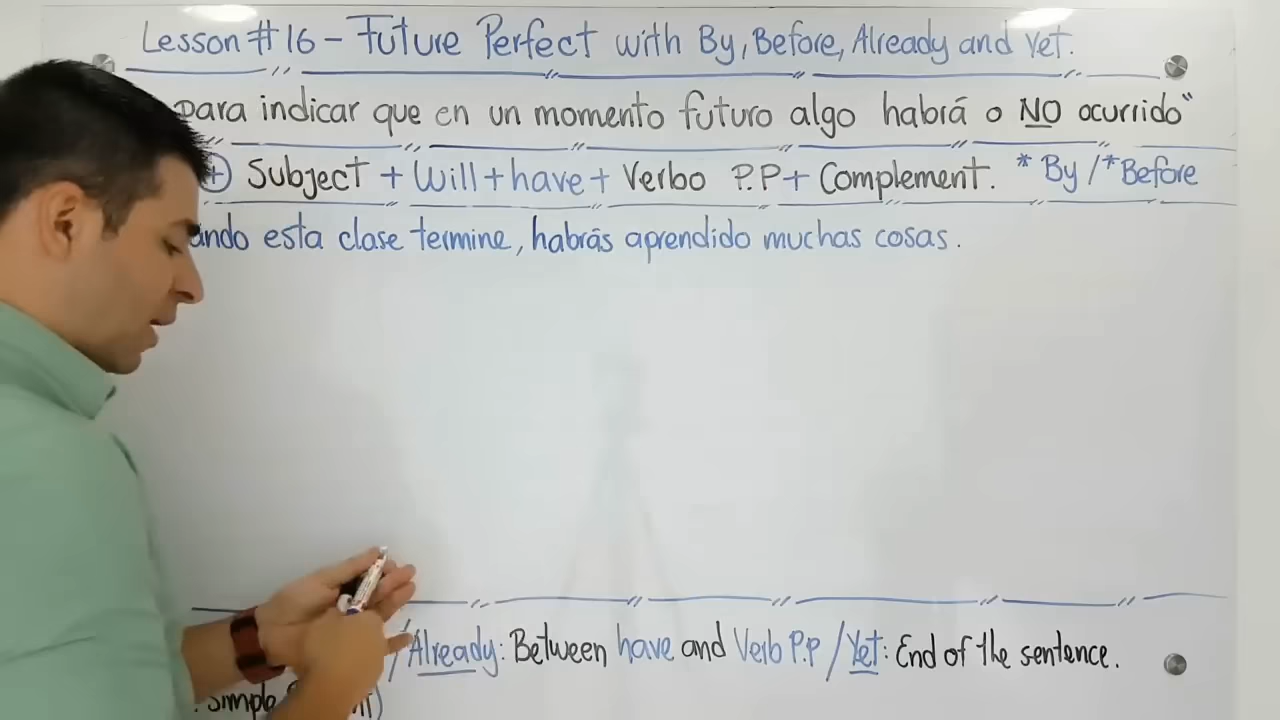 Lesson # 16 - Future Perfect with By, Before, Already and Yet.
para indicar que en un momento futuro algo habrá o NO ocurrido"
+ Subject + Will + have + Verbo P.P + Complement. * By / * Before
ando esta clase termine, habrás aprendido muchas cosas.
/ Already: Between have and Verb P.P / Yet: End of the sentence.
: Simple